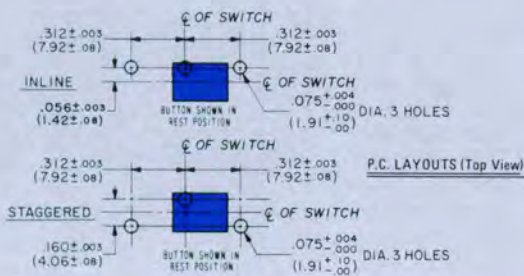 ℄ OF SWITCH
.312±.003
(7.92±.08)
.312±.003
(7.92±.08)
INLINE
℄ OF SWITCH
.056±.003
(1.42±.08)
BUTTON SHOWN IN
REST POSITION
.075+.004
-.000
(1.91+.10
-.00)
DIA. 3 HOLES
℄ OF SWITCH
.312±.003
(7.92±.08)
.312±.003
(7.92±.08)
P.C. LAYOUTS (Top View)
STAGGERED
℄ OF SWITCH
.160±.003
(4.06±.08)
BUTTON SHOWN IN
REST POSITION
.075+.004
-.000
(1.91+.10
-.00)
DIA. 3 HOLES